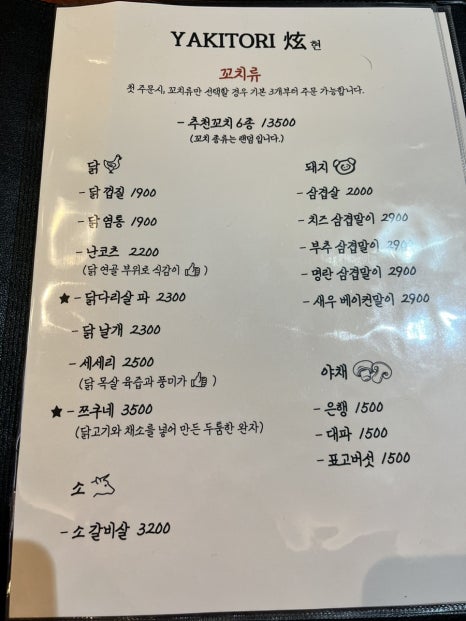 YAKITORI 炫 현
꼬치류
첫 주문시, 꼬치류만 선택할 경우 기본 3개부터 주문 가능합니다.
- 추천꼬치 6종 13500
(꼬치 종류는 랜덤 입니다.)
닭
- 닭 껍질 1900
- 닭 염통 1900
- 난코츠 2200
(닭 연골 부위로 식감이 👍)
★ - 닭다리살 파 2300
- 닭 날개 2300
- 세세리 2500
(닭 목살 육즙과 풍미가 👍)
★ - 쯔쿠네 3500
(닭고기와 채소를 넣어 만든 두툼한 완자)
소
- 소 갈비살 3200
돼지
- 삼겹살 2000
- 치즈 삼겹말이 2900
- 부추 삼겹말이 290
- 명란 삼겹말이 2900
- 새우 베이컨말이 2900
야채
- 은행 1500
- 대파 1500
- 표고버섯 1500